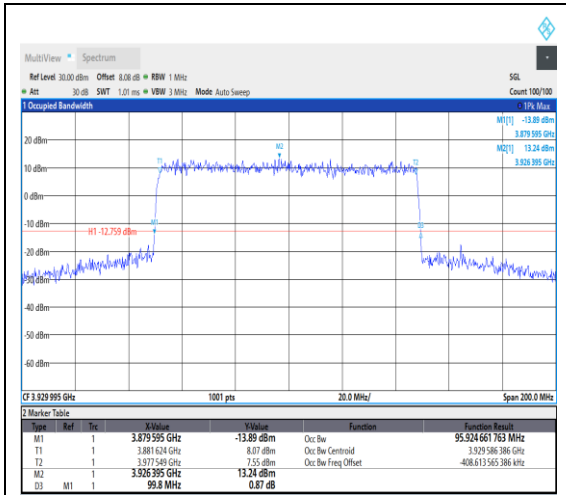 MultiView Spectrum
Ref Level 30.00 dBm Offset 8.08 dB RBW 1 MHz SGL
Att 30 dB SWT 1.01 ms VBW 3 MHz Mode Auto Sweep Count 100/100
1 Occupied Bandwidth 1Pk Max
M1[1] -13.89 dBm
3.879 595 GHz
M2[1] 13.24 dBm
3.926 395 GHz
20 dBm
M2
T1
T2
10 dBm
0 dBm
-10 dBm
M1
H1 -12.759 dBm
-20 dBm
-30 dBm
-40 dBm
-50 dBm
-60 dBm
CF 3.929 995 GHz 1001 pts 20.0 MHz/ Span 200.0 MHz
2 Marker Table
Type Ref Trc X-Value Y-Value Function Function Result
M1 1 3.879 595 GHz -13.89 dBm Occ Bw 95.924 661 763 MHz
T1 1 3.881 624 GHz 8.07 dBm Occ Bw Centroid 3.929 586 386 GHz
T2 1 3.977 549 GHz 7.55 dBm Occ Bw Freq Offset -408.613 565 386 kHz
M2 1 3.926 395 GHz 13.24 dBm
D3 M1 1 99.8 MHz 0.87 dB